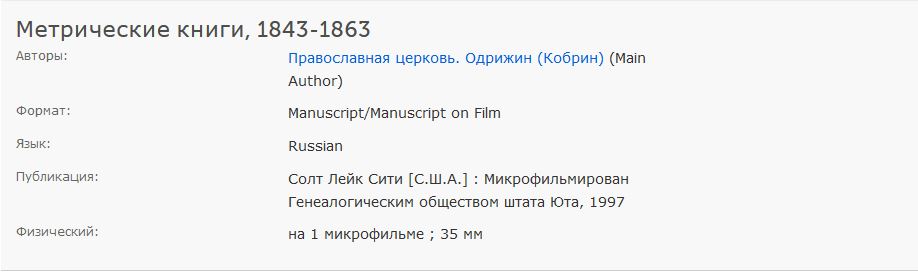 Метрические книги, 1843-1863
Авторы: Православная церковь. Одрижин (Кобрин) (Main
Author)
Формат: Manuscript/Manuscript on Film
Язык: Russian
Публикация: Солт Лейк Сити [С.Ш.А.] : Микрофильмирован
Генеалогическим обществом штата Юта, 1997
Физический: на 1 микрофильме ; 35 мм